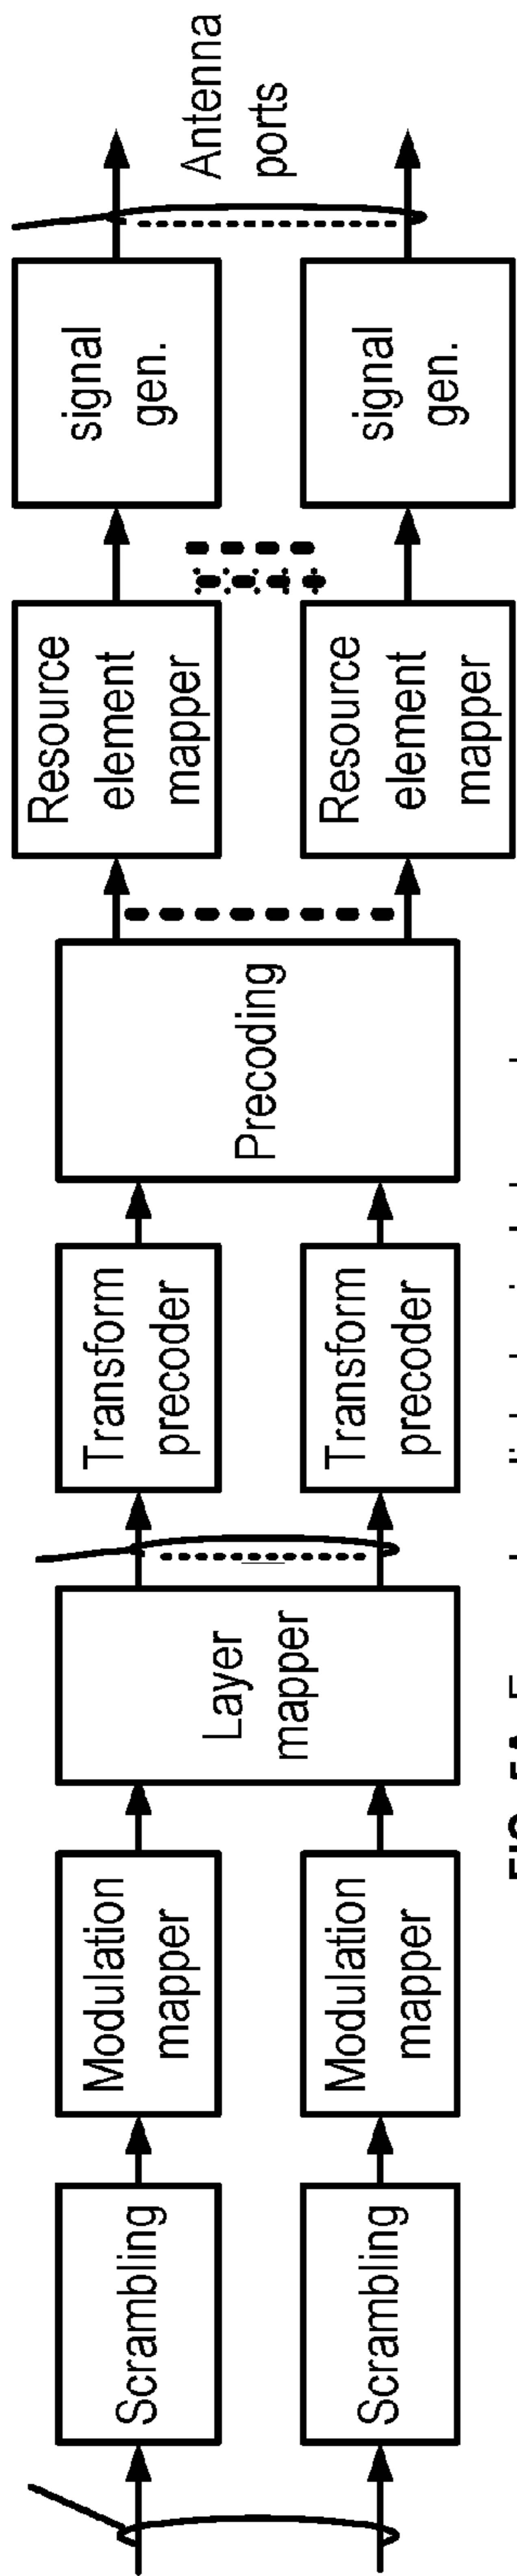 Scrambling
Modulation
mapper
Layer
mapper
Transform
precoder
Precoding
Resource
element
mapper
signal
gen.
Antenna
ports
Scrambling
Modulation
mapper
Transform
precoder
Resource
element
mapper
signal
gen.